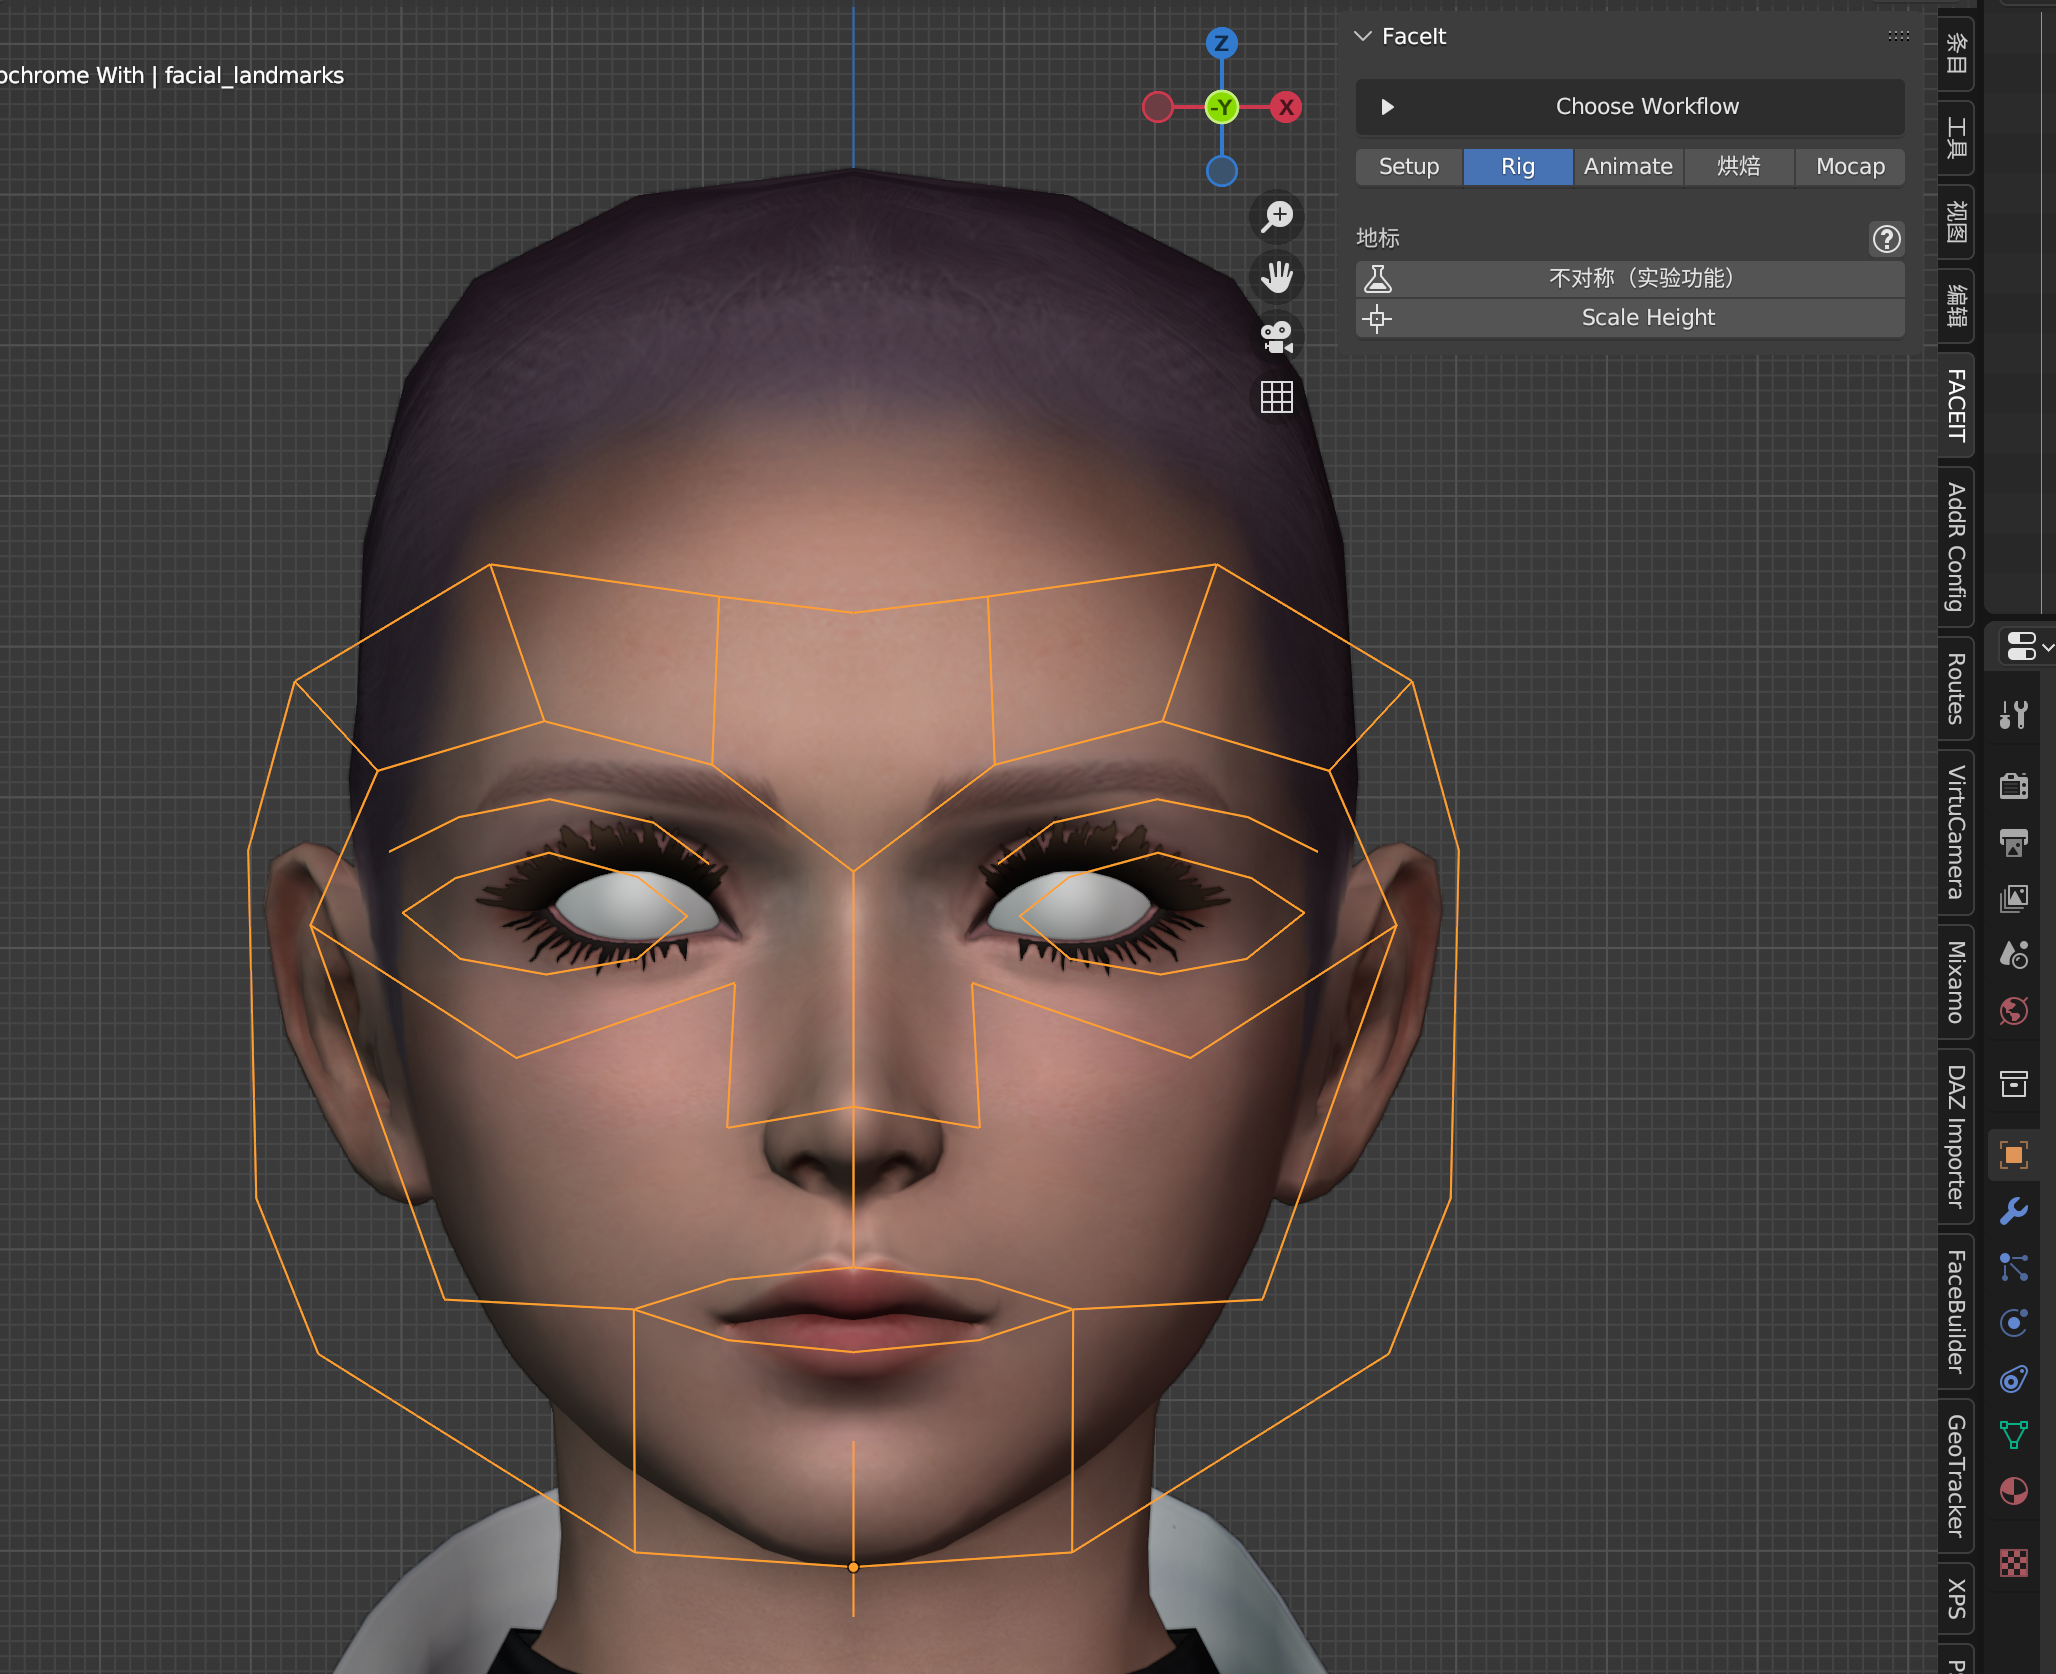 ochrome With | facial_landmarks
Z
-Y
X
FaceIt
Choose Workflow
Setup
Rig
Animate
烘焙
Mocap
地标
?
不对称（实验功能）
Scale Height
条目
工具
视图
编辑
FACEIT
AddR Config
Routes
VirtuCamera
Mixamo
DAZ Importer
FaceBuilder
GeoTracker
XPS
P